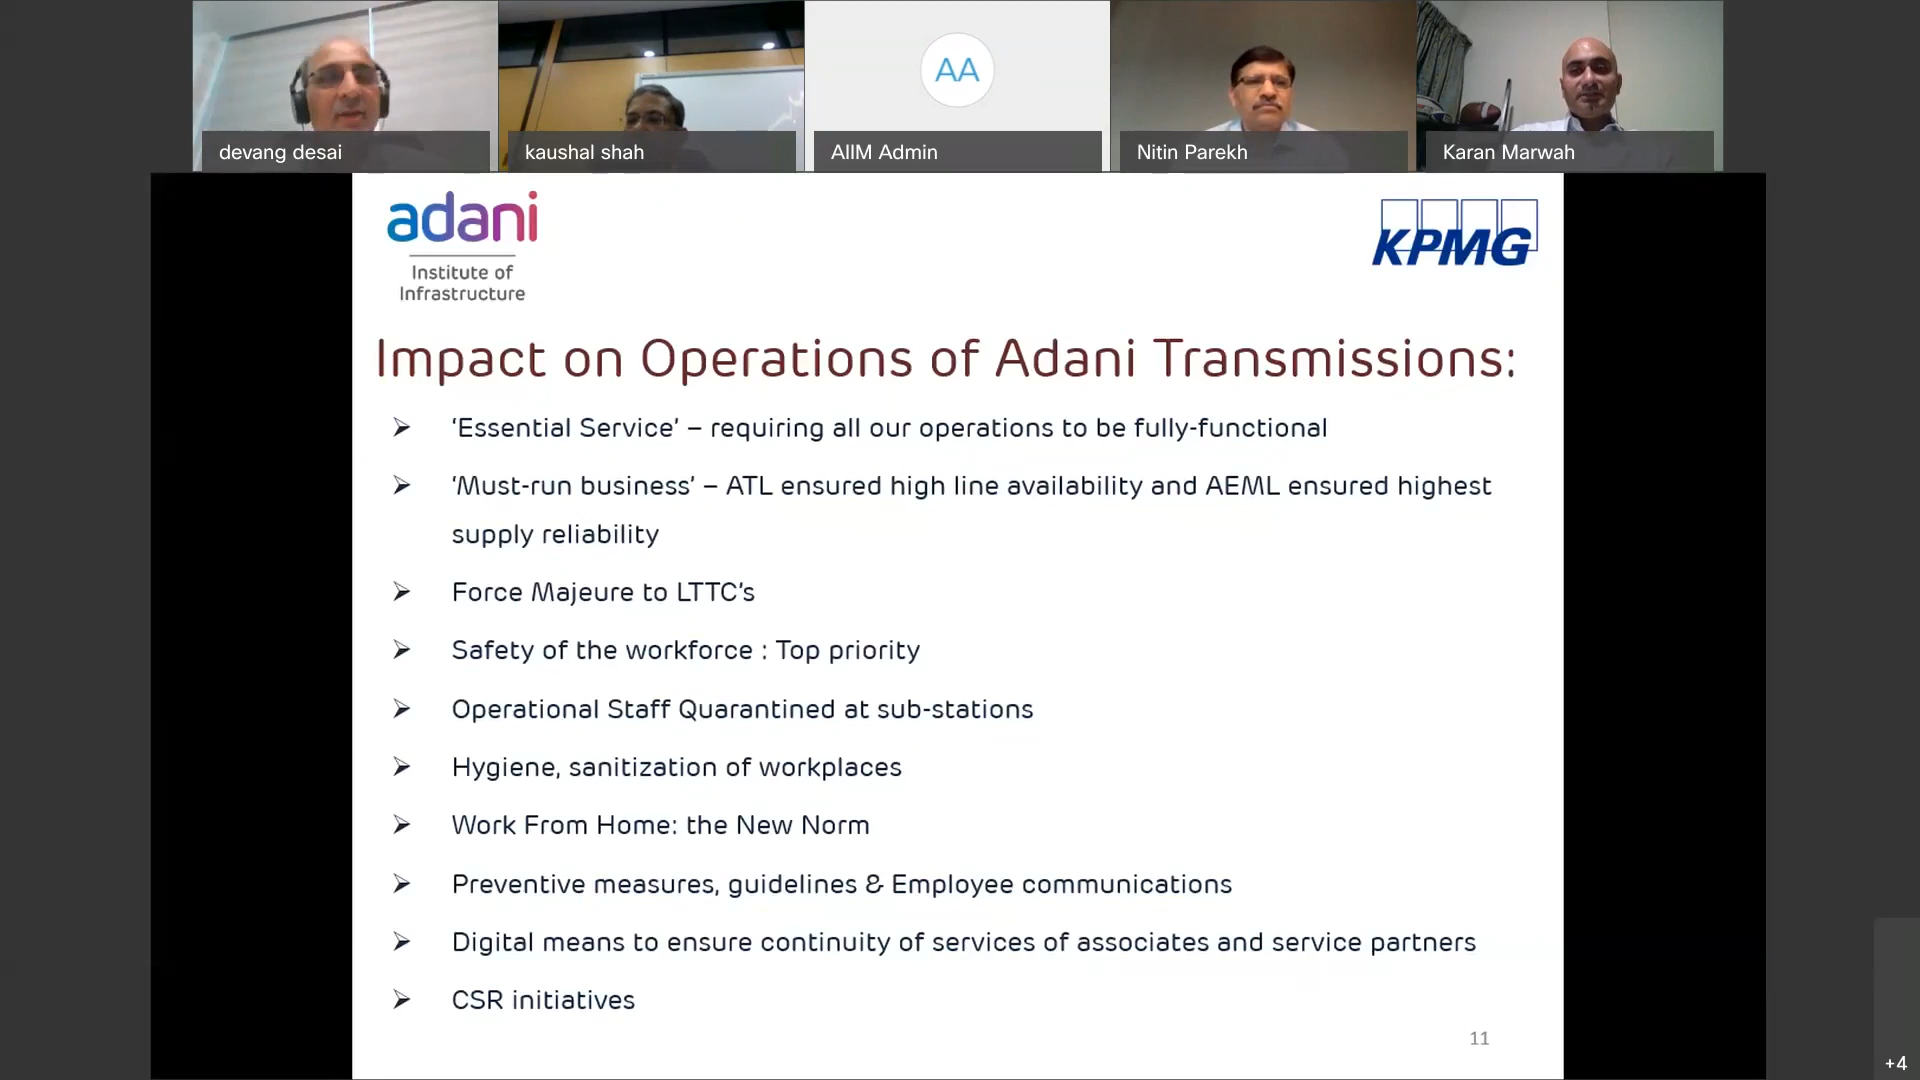 devang desai
kaushal shah
AA
AIIM Admin
Nitin Parekh
Karan Marwah
adani
Institute of
Infrastructure
KPMG
Impact on Operations of Adani Transmissions:
‘Essential Service’ – requiring all our operations to be fully-functional
‘Must-run business’ – ATL ensured high line availability and AEML ensured highest
supply reliability
Force Majeure to LTTC’s
Safety of the workforce : Top priority
Operational Staff Quarantined at sub-stations
Hygiene, sanitization of workplaces
Work From Home: the New Norm
Preventive measures, guidelines & Employee communications
Digital means to ensure continuity of services of associates and service partners
CSR initiatives
11
+4